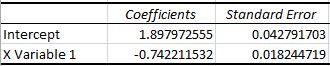 Coefficients Standard Error
Intercept 1.897972555 0.042791703
X Variable 1 -0.742211532 0.018244719